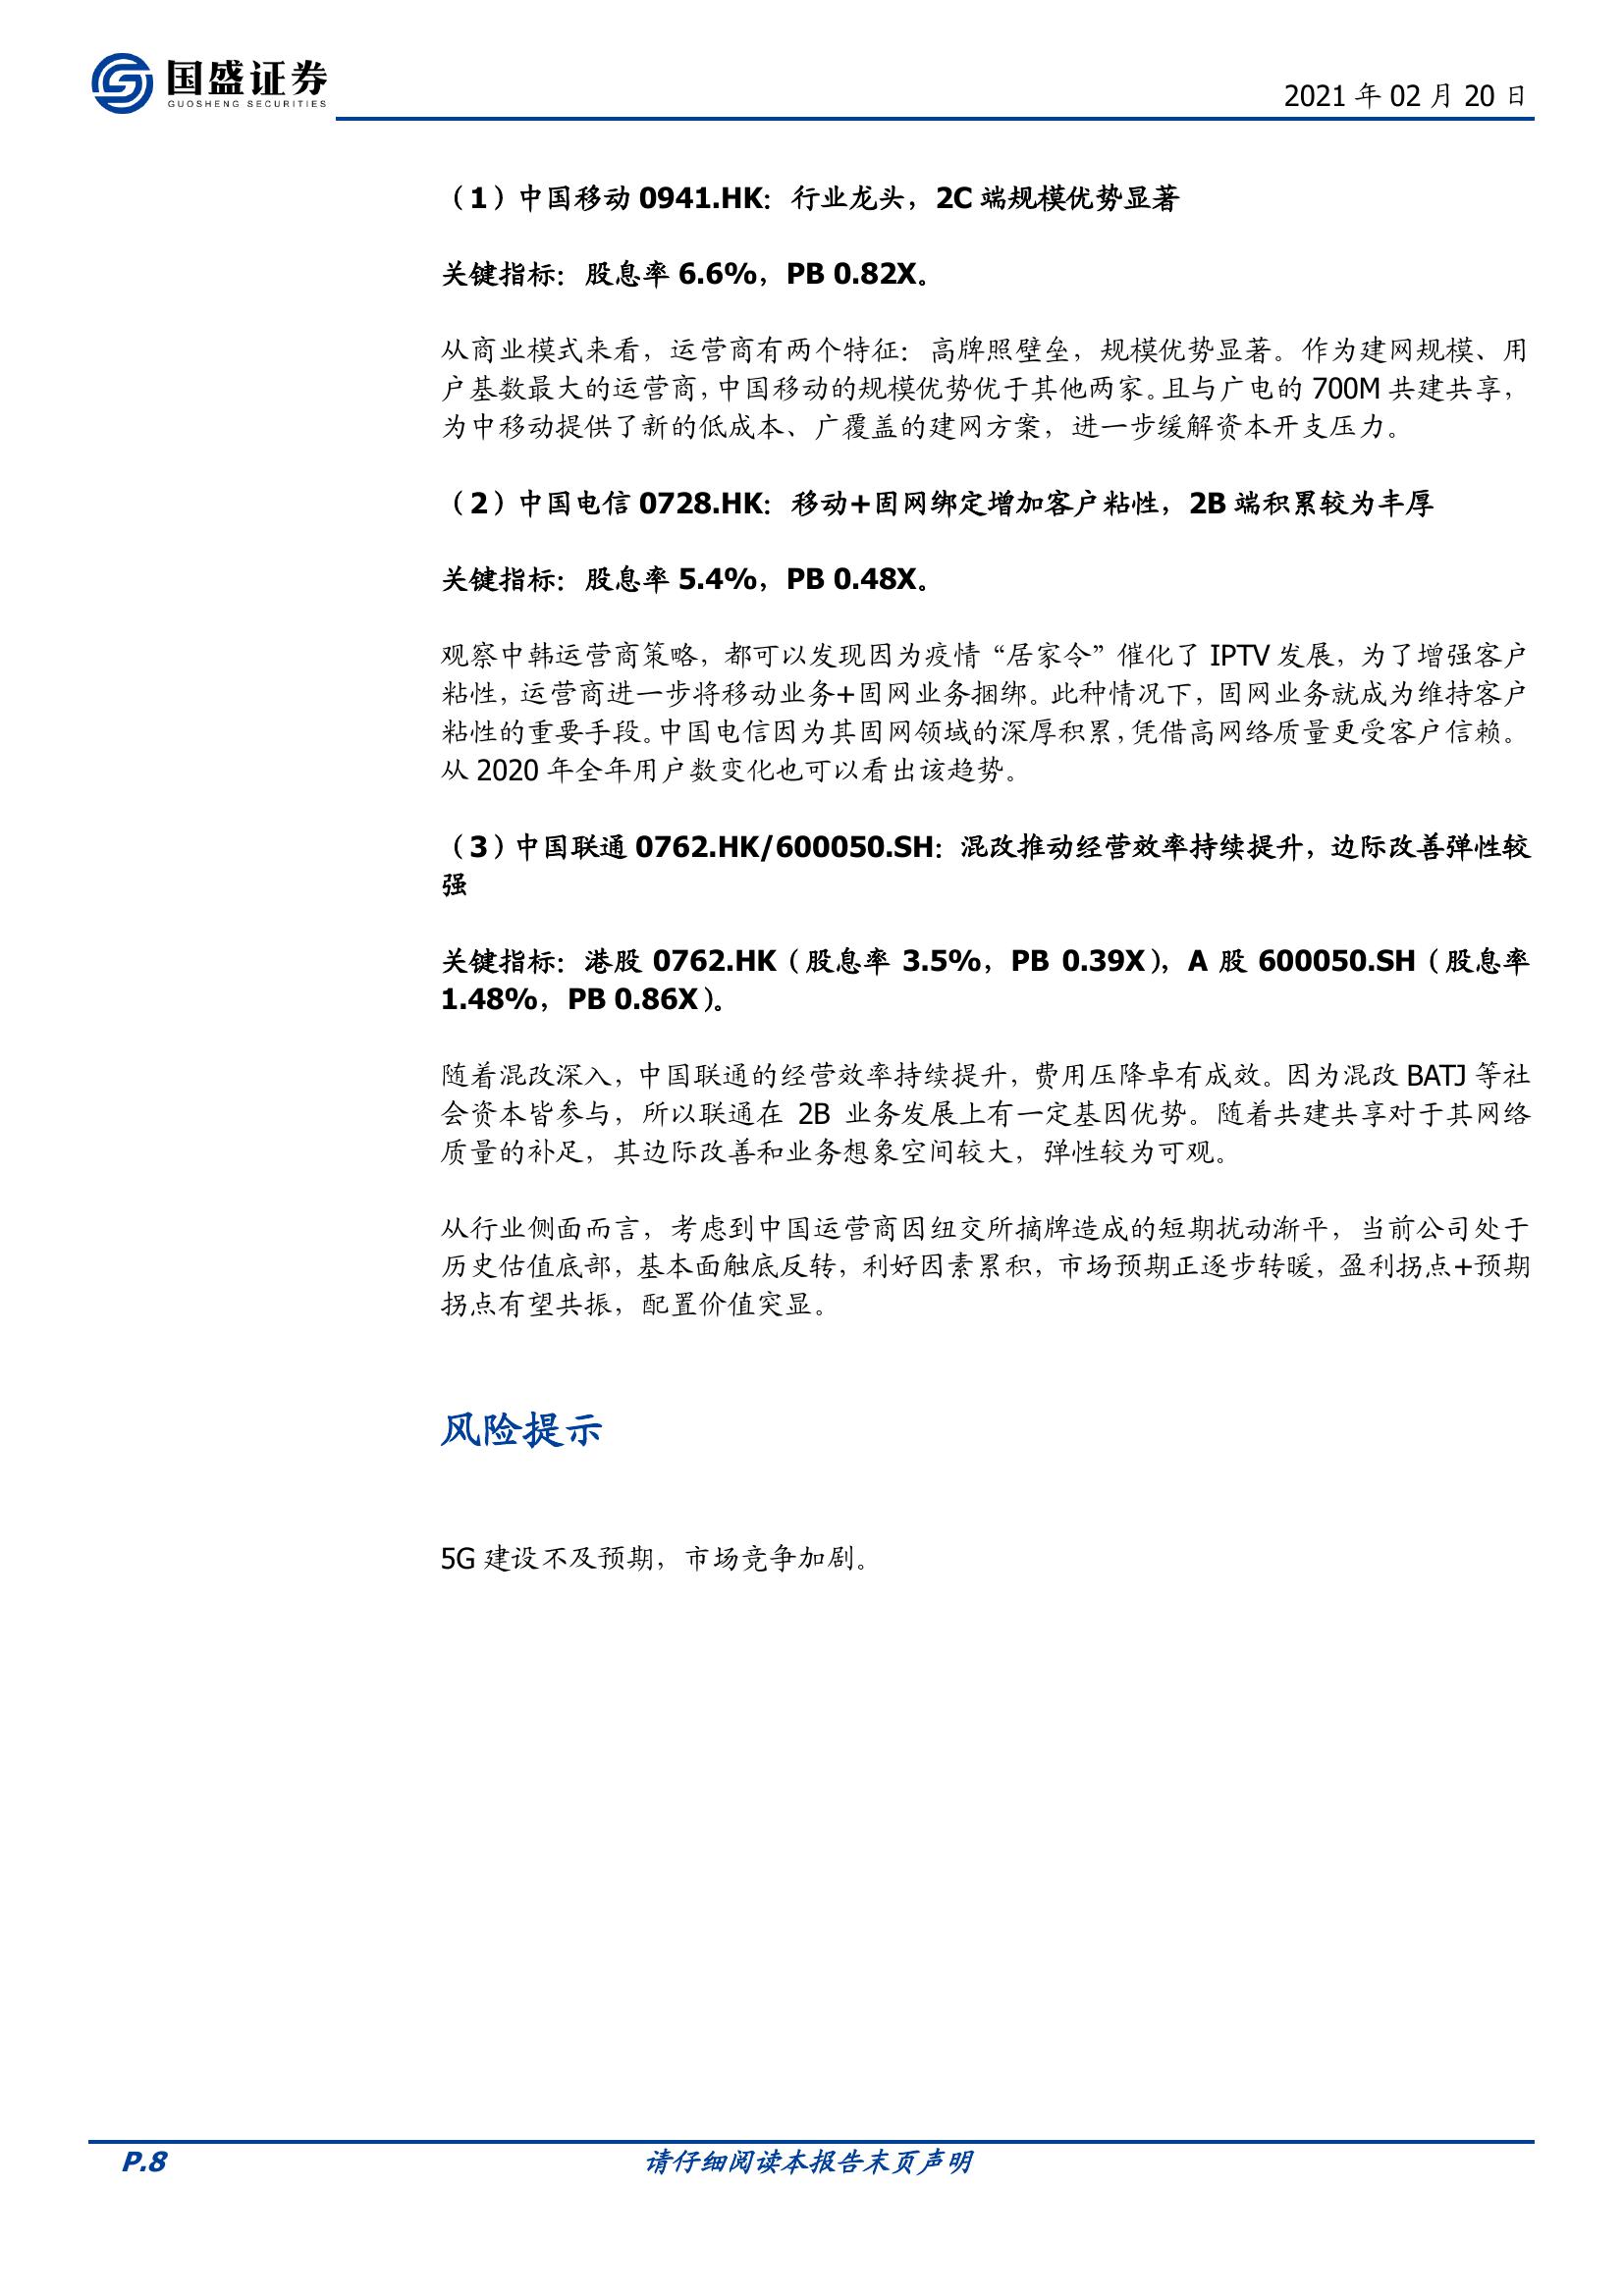 国盛证券
GUOSHENG SECURITIES
2021 年 02 月 20 日
（1）中国移动 0941.HK：行业龙头，2C 端规模优势显著
关键指标：股息率 6.6%，PB 0.82X。
从商业模式来看，运营商有两个特征：高牌照壁垒，规模优势显著。作为建网规模、用
户基数最大的运营商，中国移动的规模优势优于其他两家。且与广电的 700M 共建共享，
为中移动提供了新的低成本、广覆盖的建网方案，进一步缓解资本开支压力。
（2）中国电信 0728.HK：移动+固网绑定增加客户粘性，2B 端积累较为丰厚
关键指标：股息率 5.4%，PB 0.48X。
观察中韩运营商策略，都可以发现因为疫情“居家令”催化了 IPTV 发展，为了增强客户
粘性，运营商进一步将移动业务+固网业务捆绑。此种情况下，固网业务就成为维持客户
粘性的重要手段。中国电信因为其固网领域的深厚积累，凭借高网络质量更受客户信赖。
从 2020 年全年用户数变化也可以看出该趋势。
（3）中国联通 0762.HK/600050.SH：混改推动经营效率持续提升，边际改善弹性较
强
关键指标：港股 0762.HK（股息率 3.5%，PB 0.39X），A 股 600050.SH（股息率
1.48%，PB 0.86X）。
随着混改深入，中国联通的经营效率持续提升，费用压降卓有成效。因为混改 BATJ 等社
会资本皆参与，所以联通在 2B 业务发展上有一定基因优势。随着共建共享对于其网络
质量的补足，其边际改善和业务想象空间较大，弹性较为可观。
从行业侧面而言，考虑到中国运营商因纽交所摘牌造成的短期扰动渐平，当前公司处于
历史估值底部，基本面触底反转，利好因素累积，市场预期正逐步转暖，盈利拐点+预期
拐点有望共振，配置价值突显。
风险提示
5G 建设不及预期，市场竞争加剧。
P.8
请仔细阅读本报告末页声明